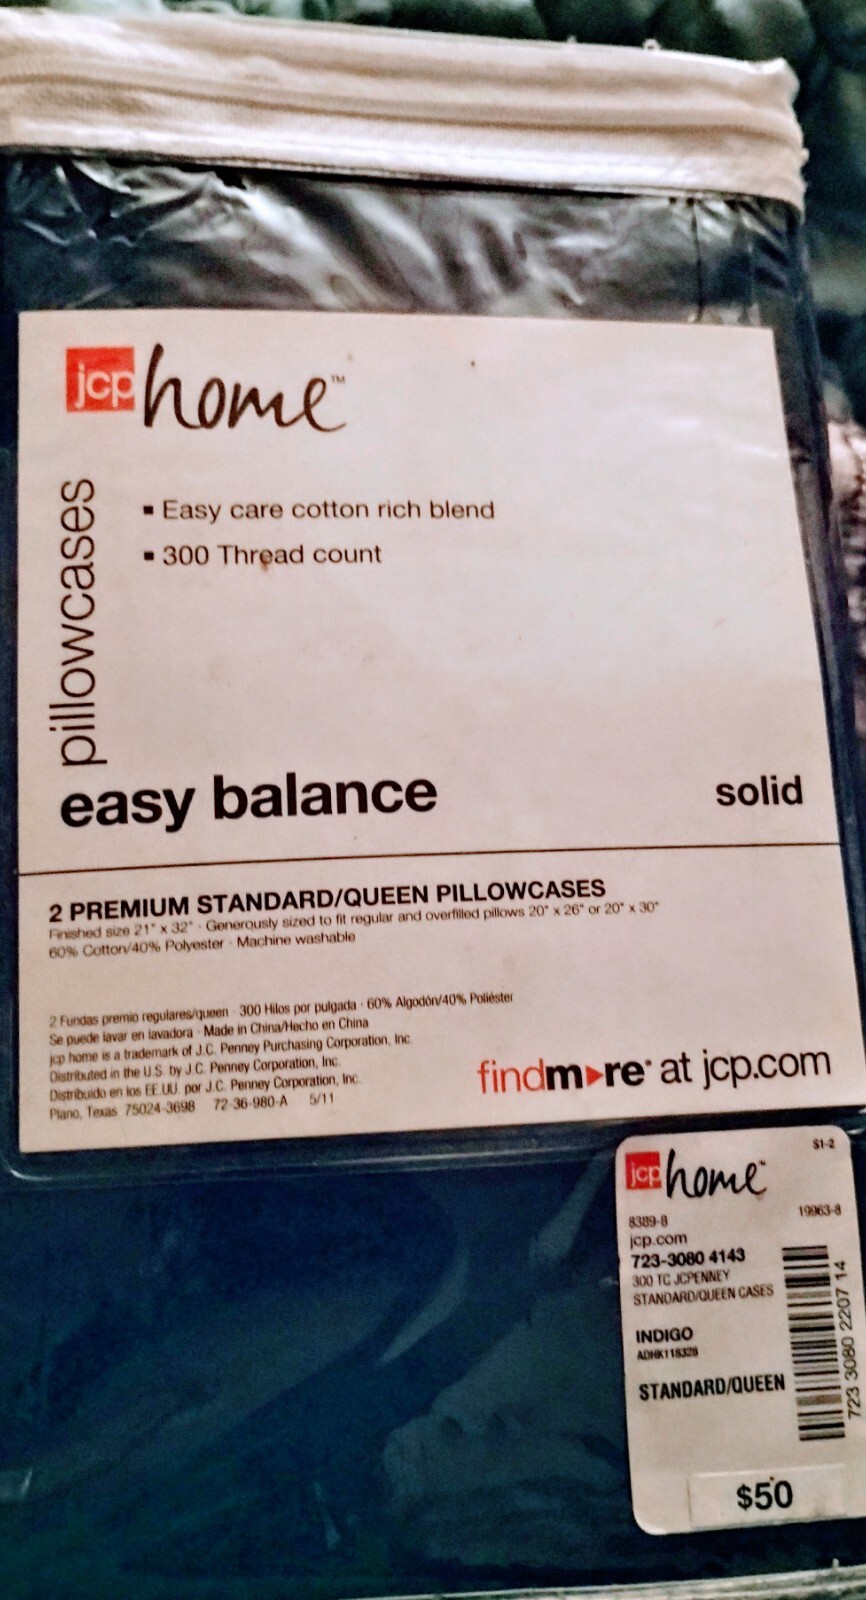 jcp home™
pillowcases
▪ Easy care cotton rich blend
▪ 300 Thread count
easy balance
solid
2 PREMIUM STANDARD/QUEEN PILLOWCASES
Finished size 21" x 32" · Generously sized to fit regular and overfilled pillows 20" x 26" or 20" x 30"
60% Cotton/40% Polyester · Machine washable
2 Fundas premio regulares/queen · 300 Hilos por pulgada · 60% Algodón/40% Poliéster
Se puede lavar en lavadora · Made in China/Hecho en China
jcp home is a trademark of J.C. Penney Purchasing Corporation, Inc.
Distributed in the U.S. by J.C. Penney Corporation, Inc.
Distribuido en los EE.UU. por J.C. Penney Corporation, Inc.
Plano, Texas 75024-3698 72-36-980-A 5/11
findm▸re at jcp.com
S1-2
jcp home™
8389-8 19963-8
jcp.com
723-3080 4143
300 TC JCPENNEY
STANDARD/QUEEN CASES
INDIGO
ADHK118328
STANDARD/QUEEN
723 3080 2207 14
$50